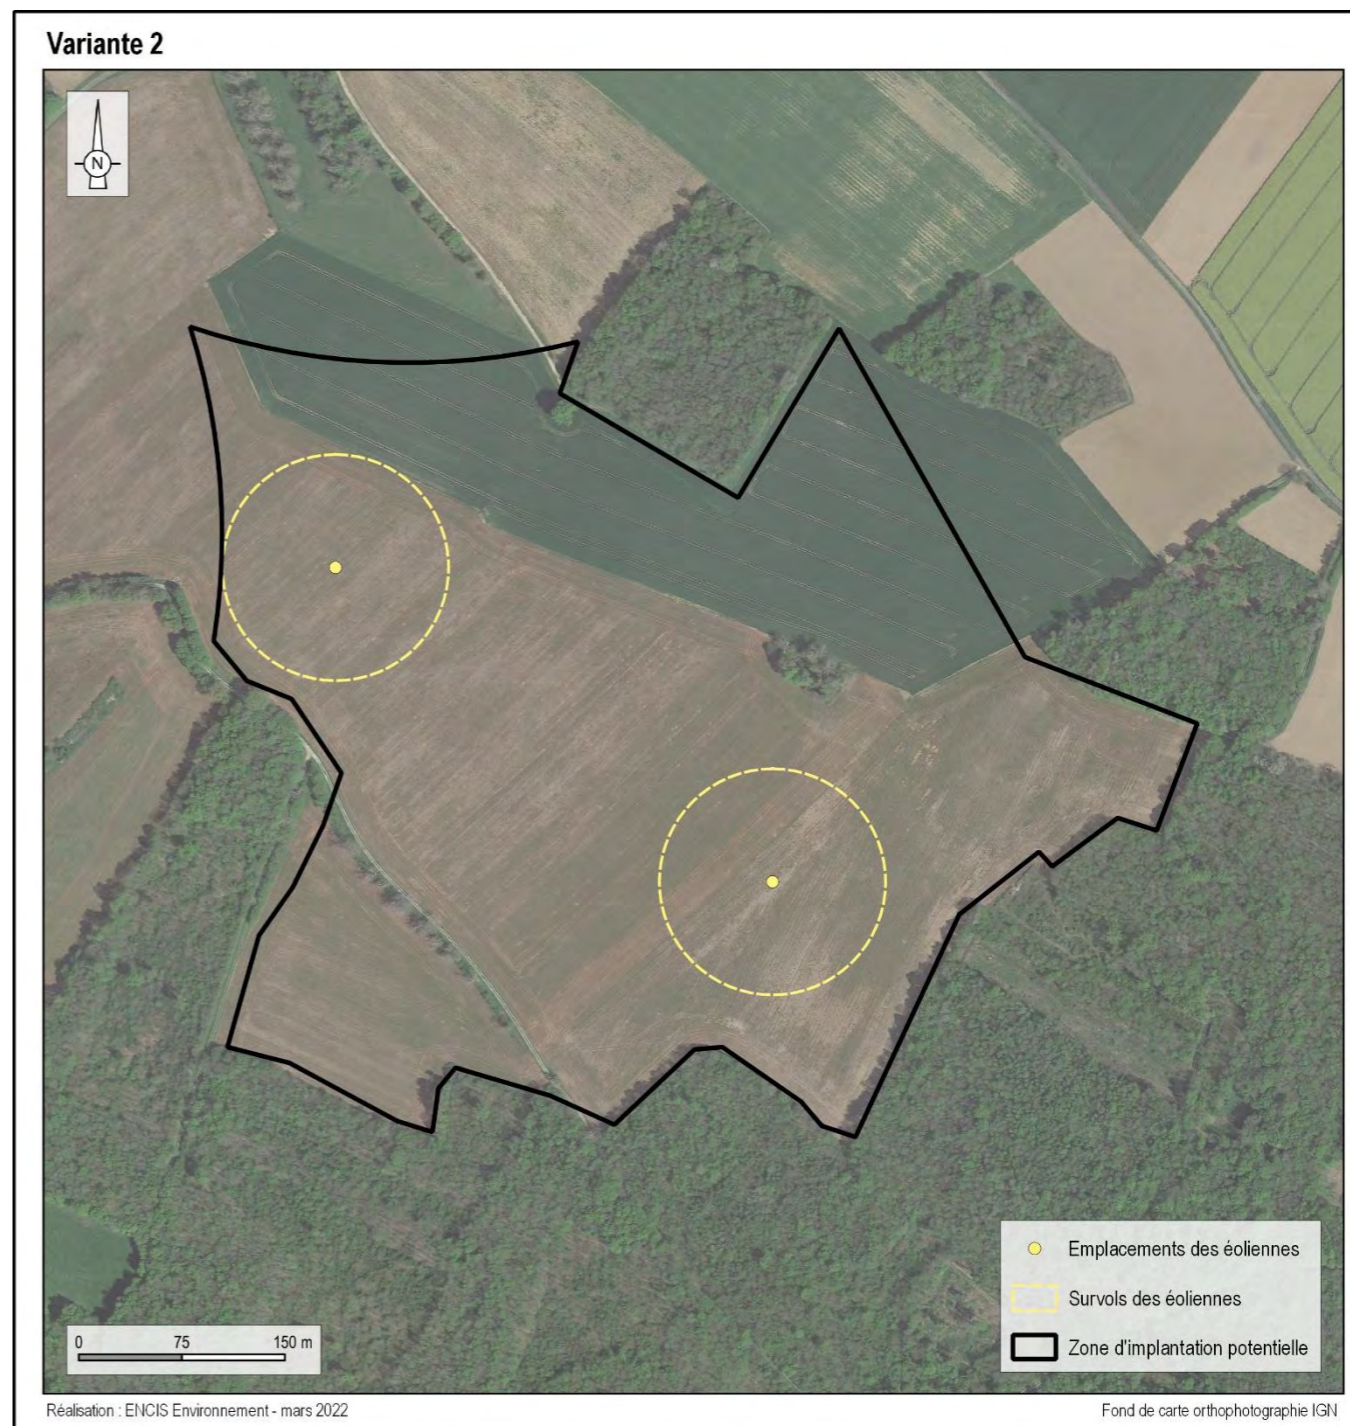 Variante 2
N
Emplacements des éoliennes
Survols des éoliennes
Zone d'implantation potentielle
0 75 150 m
Réalisation : ENCIS Environnement - mars 2022
Fond de carte orthophotographie IGN